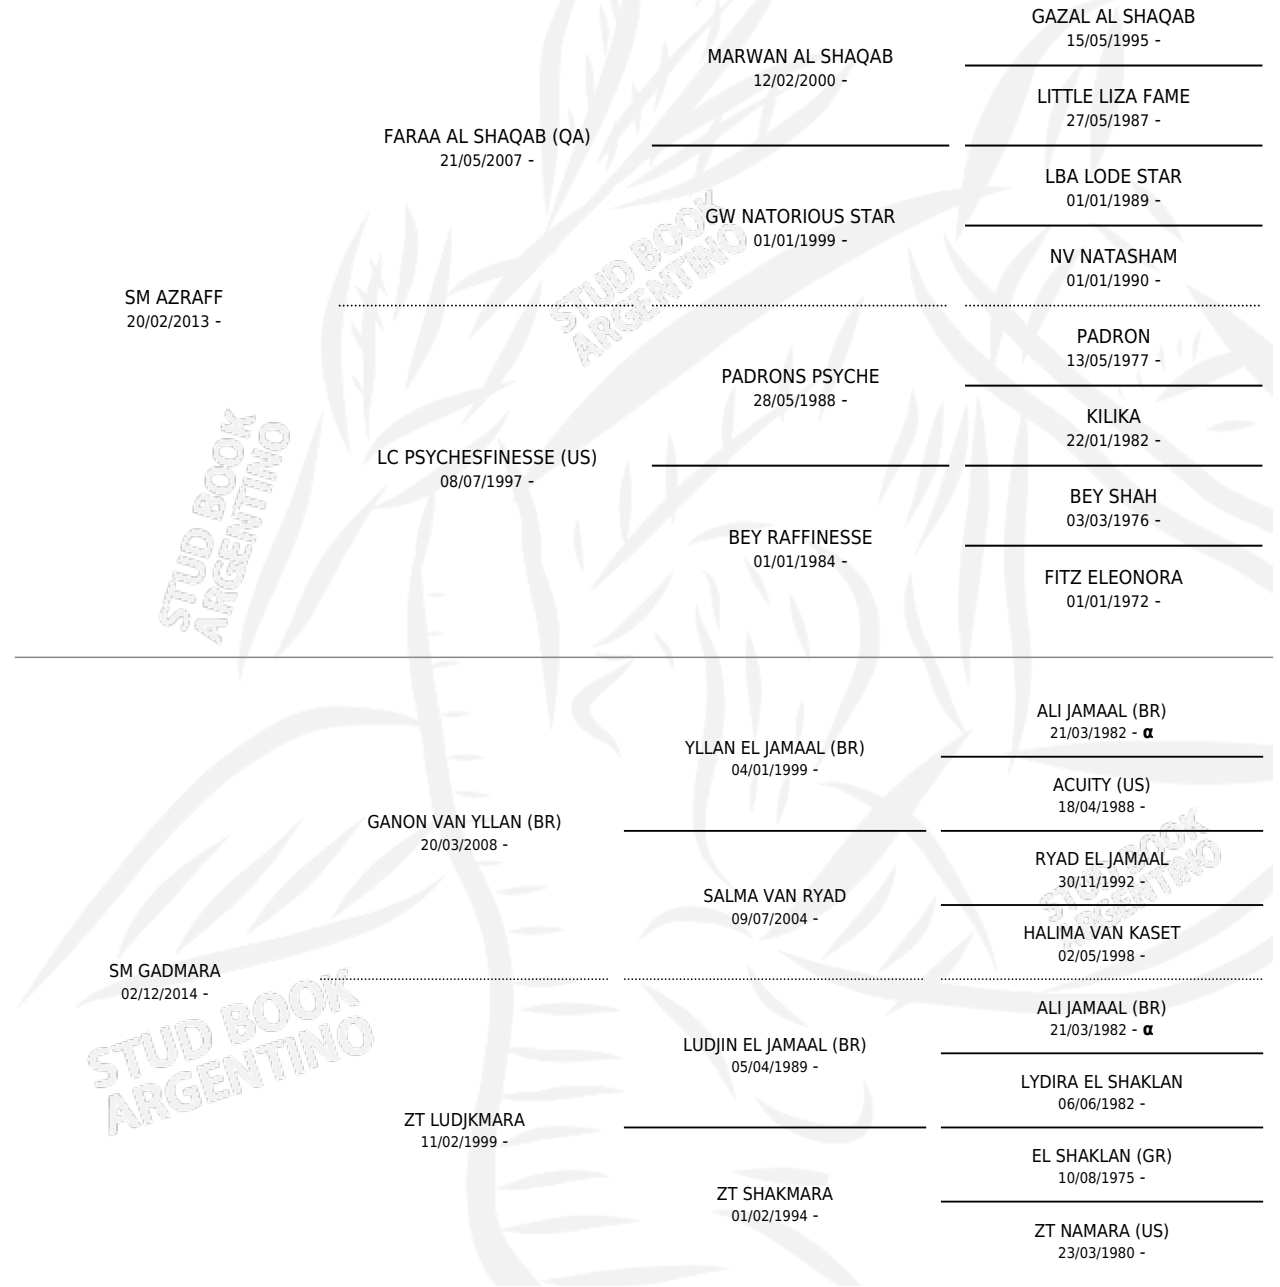 GAZAL AL SHAQAB
15/05/1995 -
MARWAN AL SHAQAB
12/02/2000 -
LITTLE LIZA FAME
27/05/1987 -
FARAA AL SHAQAB (QA)
21/05/2007 -
LBA LODE STAR
01/01/1989 -
GW NATORIOUS STAR
01/01/1999 -
NV NATASHAM
01/01/1990 -
SM AZRAFF
20/02/2013 -
PADRON
13/05/1977 -
PADRONS PSYCHE
28/05/1988 -
KILIKA
22/01/1982 -
LC PSYCHESFINESSE (US)
08/07/1997 -
BEY SHAH
03/03/1976 -
BEY RAFFINESSE
01/01/1984 -
FITZ ELEONORA
01/01/1972 -
ALI JAMAAL (BR)
21/03/1982 - α
YLLAN EL JAMAAL (BR)
04/01/1999 -
ACUITY (US)
18/04/1988 -
GANON VAN YLLAN (BR)
20/03/2008 -
RYAD EL JAMAAL
30/11/1992 -
SALMA VAN RYAD
09/07/2004 -
HALIMA VAN KASET
02/05/1998 -
SM GADMARA
02/12/2014 -
ALI JAMAAL (BR)
21/03/1982 - α
LUDJIN EL JAMAAL (BR)
05/04/1989 -
LYDIRA EL SHAKLAN
06/06/1982 -
ZT LUDJKMARA
11/02/1999 -
EL SHAKLAN (GR)
10/08/1975 -
ZT SHAKMARA
01/02/1994 -
ZT NAMARA (US)
23/03/1980 -
STUD BOOK
ARGENTINO
STUD BOOK
ARGENTINO
STUD BOOK
ARGENTINO
STUD BOOK
ARGENTINO